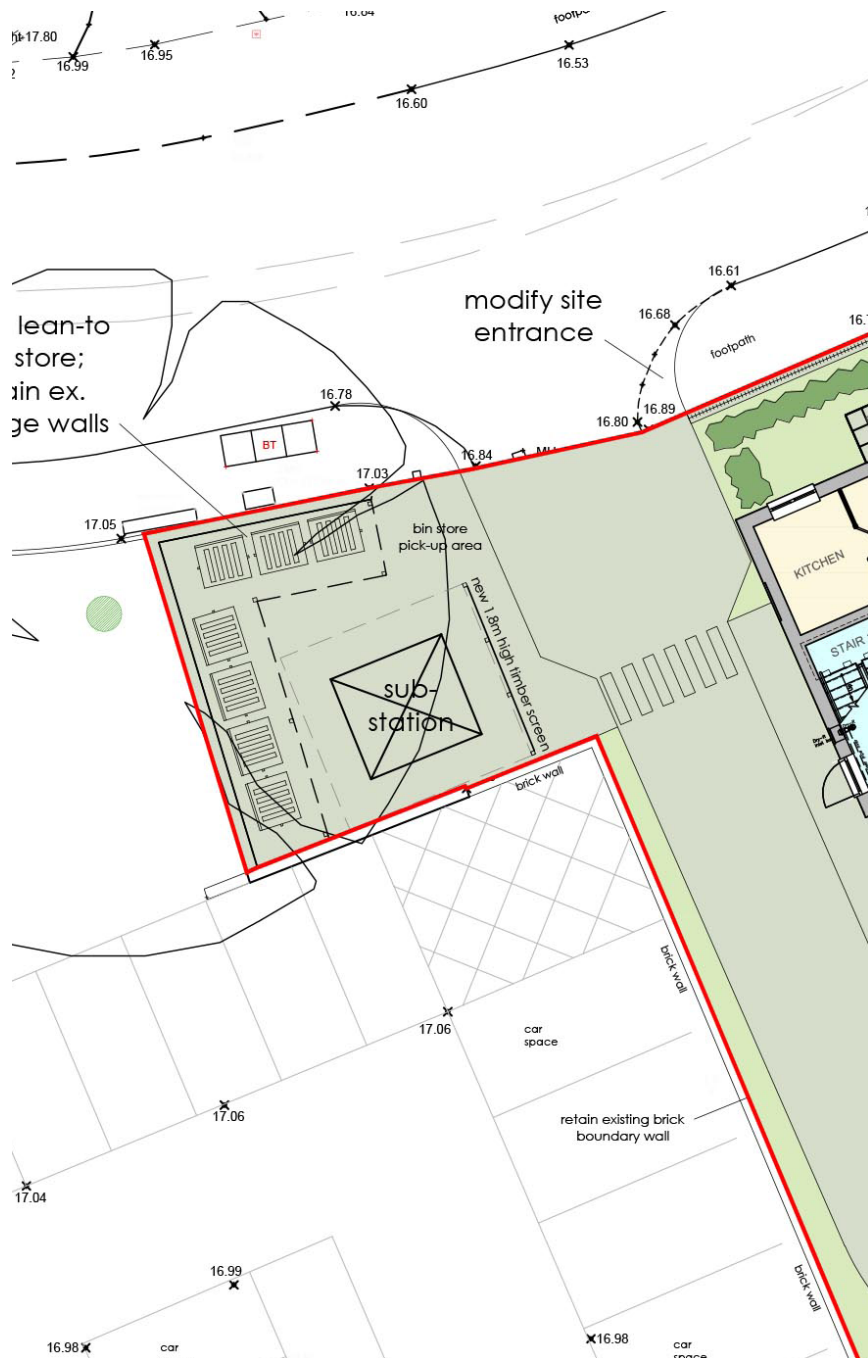 17.80
16.99
16.95
16.60
16.53
16.61
16.68
modify site
entrance
footpath
lean-to
store;
ex.
walls
16.78
BT
16.80
16.89
16.84
17.03
17.05
bin store
pick-up area
new 1.8m high timber screen
sub-
station
KITCHEN
STAIR
brick wall
brick wall
17.06
car
space
17.06
retain existing brick
boundary wall
17.04
16.99
brick wall
16.98
car
16.98
car
space